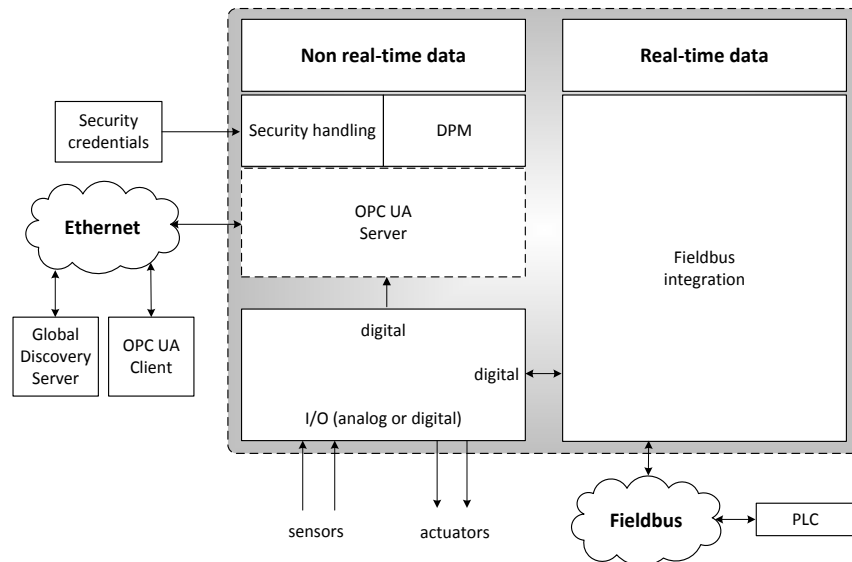 Non real-time data
Real-time data
Security
credentials
Security handling
DPM
OPC UA
Server
Ethernet
Fieldbus
integration
Global
Discovery
Server
OPC UA
Client
digital
digital
I/O (analog or digital)
sensors
actuators
Fieldbus
PLC